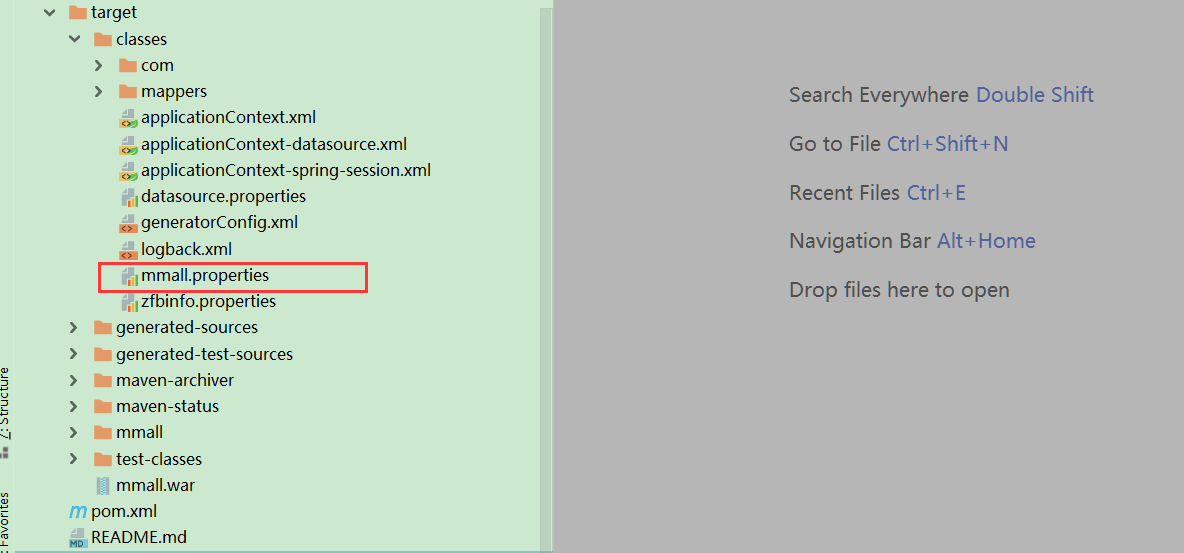 target
classes
com
mappers
applicationContext.xml
applicationContext-datasource.xml
applicationContext-spring-session.xml
datasource.properties
generatorConfig.xml
logback.xml
mmall.properties
zfbinfo.properties
generated-sources
generated-test-sources
maven-archiver
maven-status
mmall
test-classes
mmall.war
m pom.xml
MD README.md
Z: Structure
Favorites
Search Everywhere Double Shift
Go to File Ctrl+Shift+N
Recent Files Ctrl+E
Navigation Bar Alt+Home
Drop files here to open